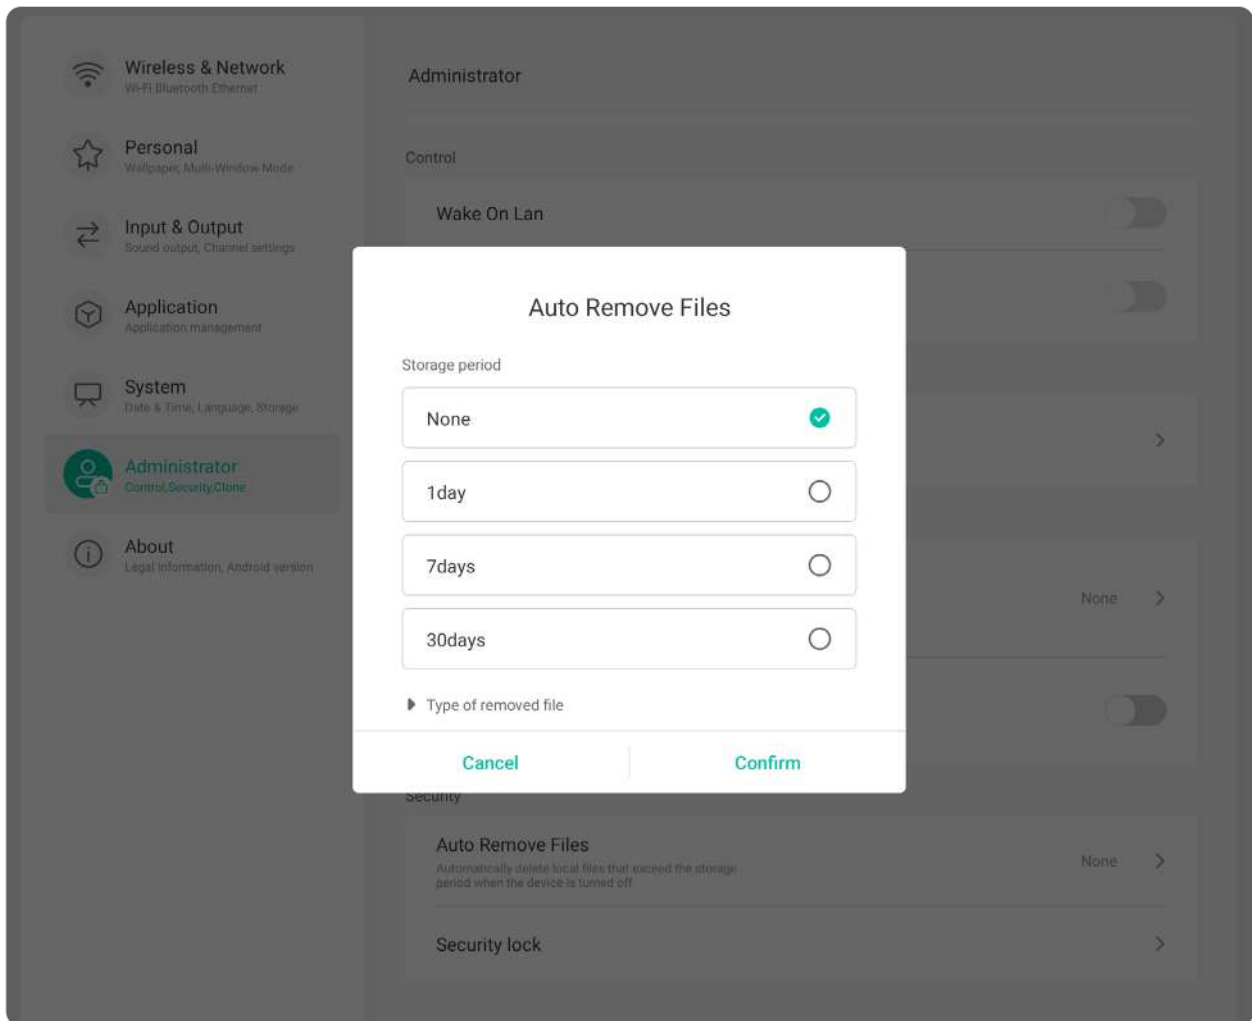 Wireless & Network
Wi-Fi Bluetooth Ethernet
Personal
Wallpaper, Multi-Window Mode
Input & Output
Sound output, Channel settings
Application
Application management
System
Date & Time, Language, Storage
Administrator
Control,Security,Clone
About
Legal information, Android version
Administrator
Control
Wake On Lan
Auto Remove Files
Storage period
None
1day
7days
30days
Type of removed file
Cancel
Confirm
None
Security
Auto Remove Files
Automatically delete local files that exceed the storage
period when the device is turned off
None
Security lock